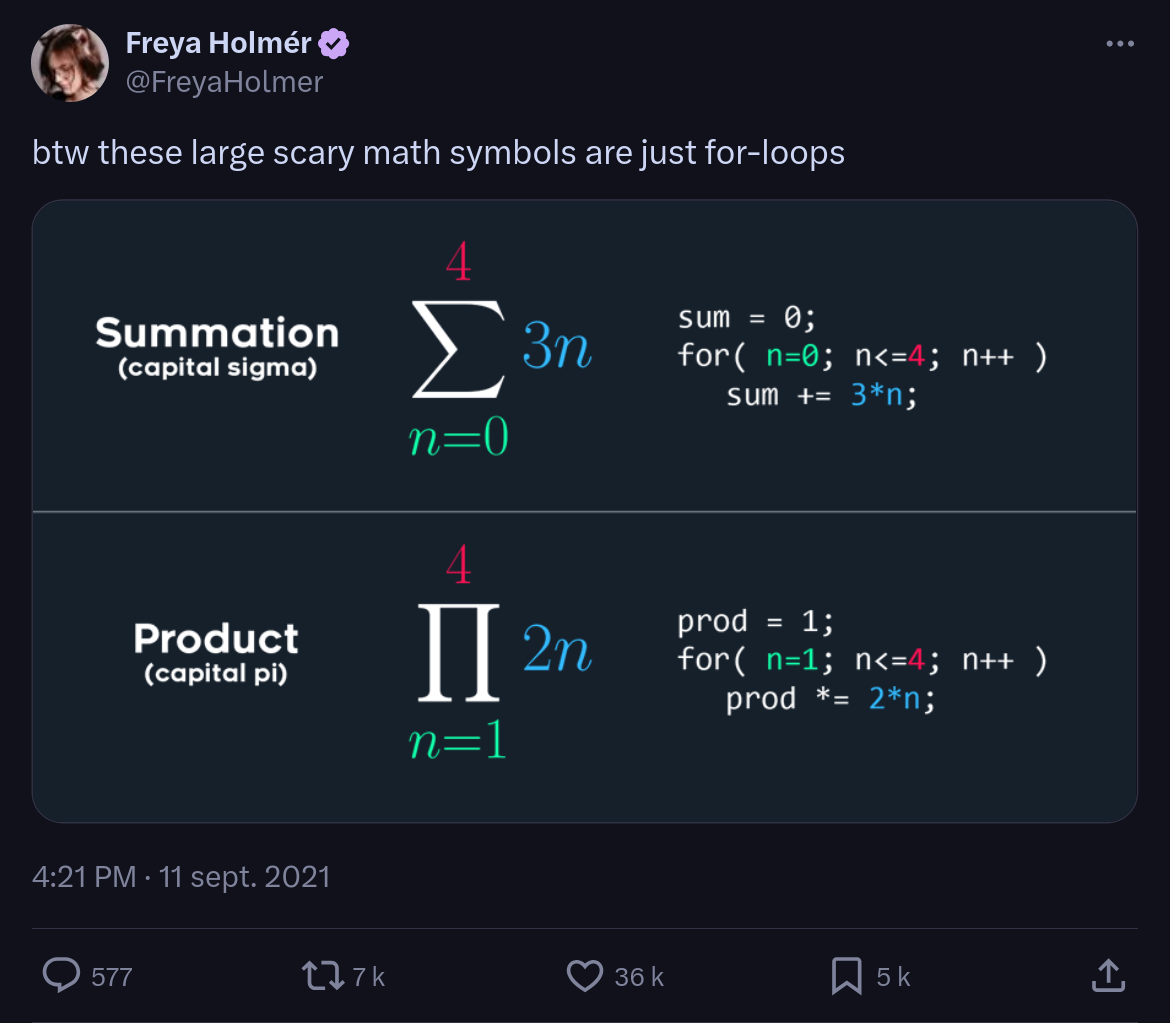 Freya Holmér
@FreyaHolmer
btw these large scary math symbols are just for-loops
Summation
(capital sigma)
4
∑ 3n
n=0
sum = 0;
for( n=0; n<=4; n++ )
sum += 3*n;
Product
(capital pi)
4
∏ 2n
n=1
prod = 1;
for( n=1; n<=4; n++ )
prod *= 2*n;
4:21 PM · 11 sept. 2021
577 7 k 36 k 5 k